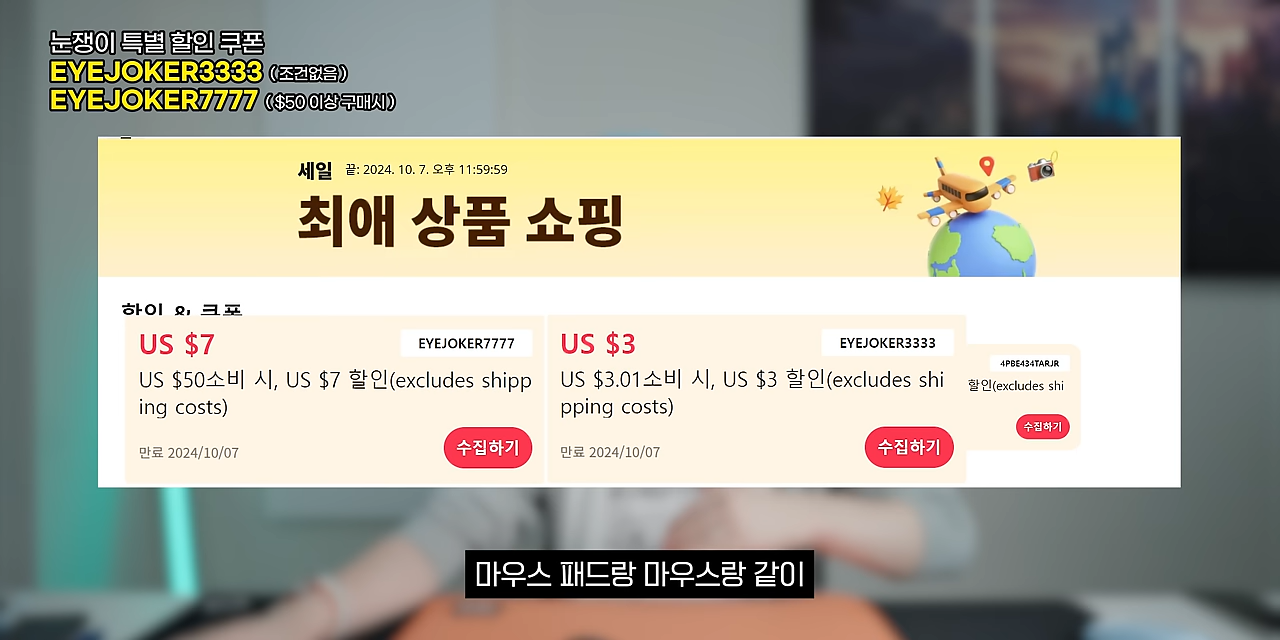 눈쟁이 특별 할인 쿠폰
EYEJOKER3333 (조건없음)
EYEJOKER7777 ($50 이상 구매시)
세일 끝: 2024. 10. 7. 오후 11:59:59
최애 상품 쇼핑
할인 & 쿠폰
US $7 EYEJOKER7777
US $50소비 시, US $7 할인(excludes shipp
ing costs)
만료 2024/10/07 수집하기
US $3 EYEJOKER3333
US $3.01소비 시, US $3 할인(excludes shi
pping costs)
만료 2024/10/07 수집하기
4PBE434TARJR
할인(excludes shi
수집하기
마우스 패드랑 마우스랑 같이